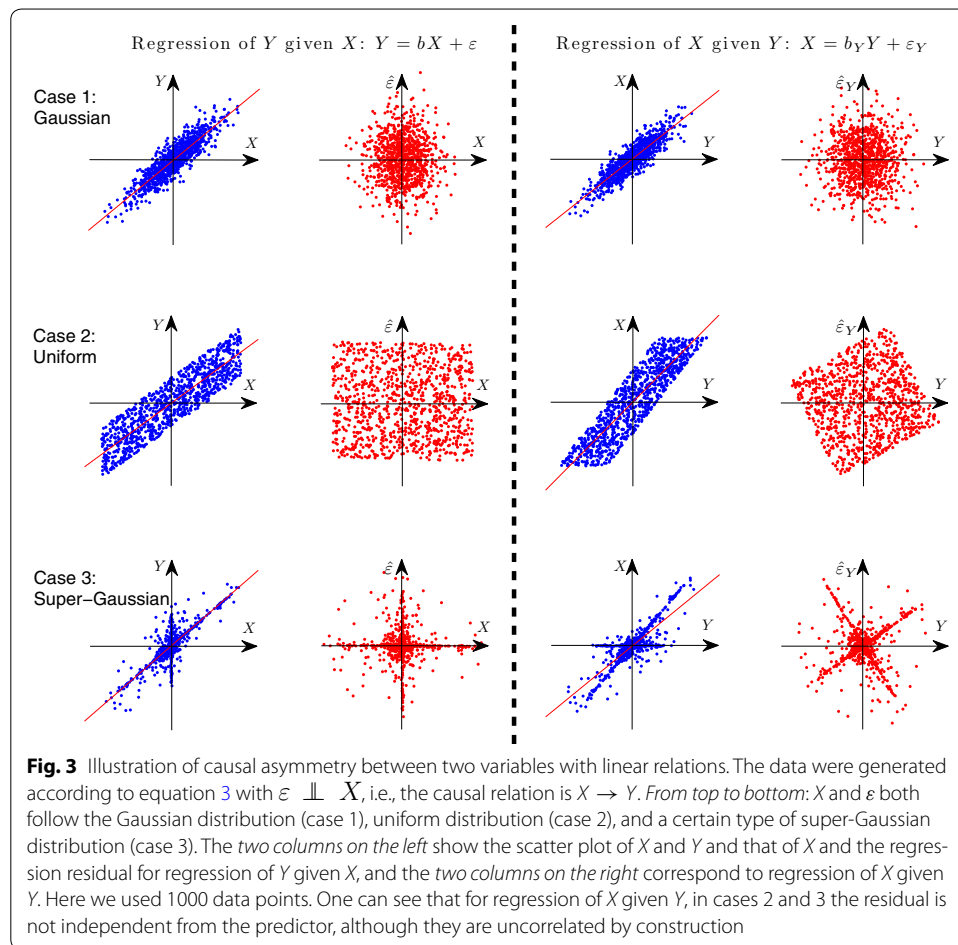 Regression of Y given X: Y = bX + ε
Regression of X given Y: X = b_Y Y + ε_Y
Case 1:
Gaussian
Y
X
ε̂
X
X
Y
ε̂_Y
Y
Case 2:
Uniform
Y
X
ε̂
X
X
Y
ε̂_Y
Y
Case 3:
Super−Gaussian
Y
X
ε̂
X
X
Y
ε̂_Y
Y
Fig. 3 Illustration of causal asymmetry between two variables with linear relations. The data were generated
according to equation 3 with ε ⫫ X, i.e., the causal relation is X → Y. From top to bottom: X and ε both
follow the Gaussian distribution (case 1), uniform distribution (case 2), and a certain type of super-Gaussian
distribution (case 3). The two columns on the left show the scatter plot of X and Y and that of X and the regres-
sion residual for regression of Y given X, and the two columns on the right correspond to regression of X given
Y. Here we used 1000 data points. One can see that for regression of X given Y, in cases 2 and 3 the residual is
not independent from the predictor, although they are uncorrelated by construction